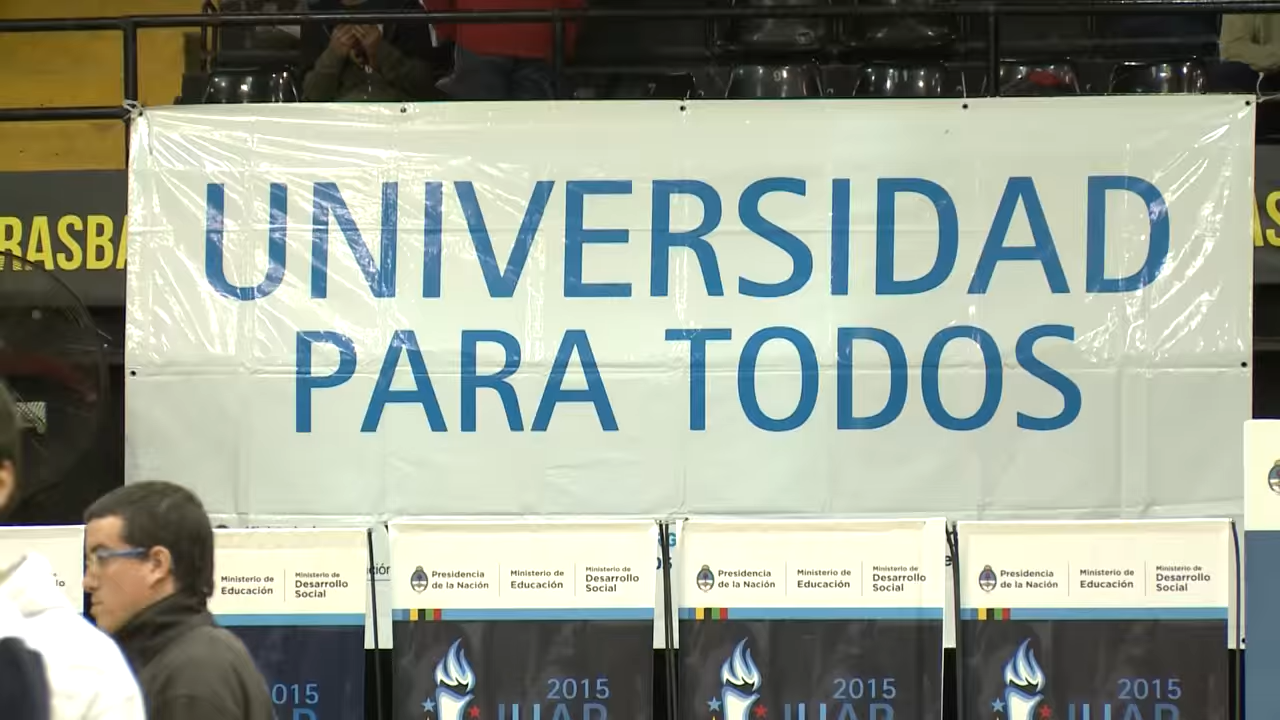 UNIVERSIDAD
PARA TODOS
Ministerio de
Educación
Ministerio de
Desarrollo
Social
Presidencia
de la Nación
Ministerio de
Educación
Ministerio de
Desarrollo
Social
Presidencia
de la Nación
Ministerio de
Educación
Ministerio de
Desarrollo
Social
Presidencia
de la Nación
Ministerio de
Educación
Ministerio de
Desarrollo
Social
2015
2015
2015